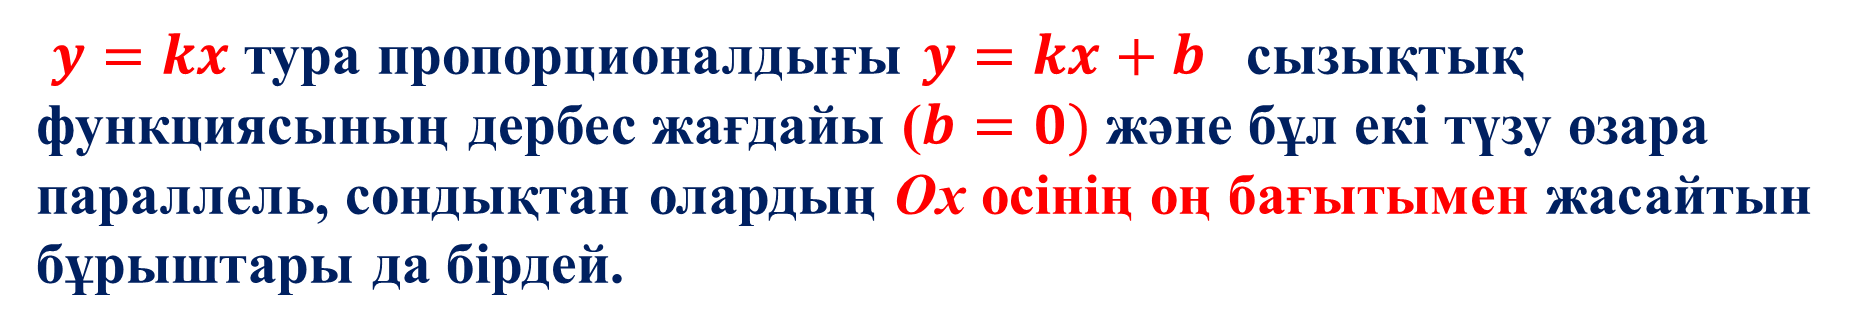 y = kx тура пропорционалдығы y = kx + b сызықтық
функциясының дербес жағдайы (b = 0) және бұл екі түзу өзара
параллель, сондықтан олардың Ox осінің оң бағытымен жасайтын
бұрыштары да бірдей.